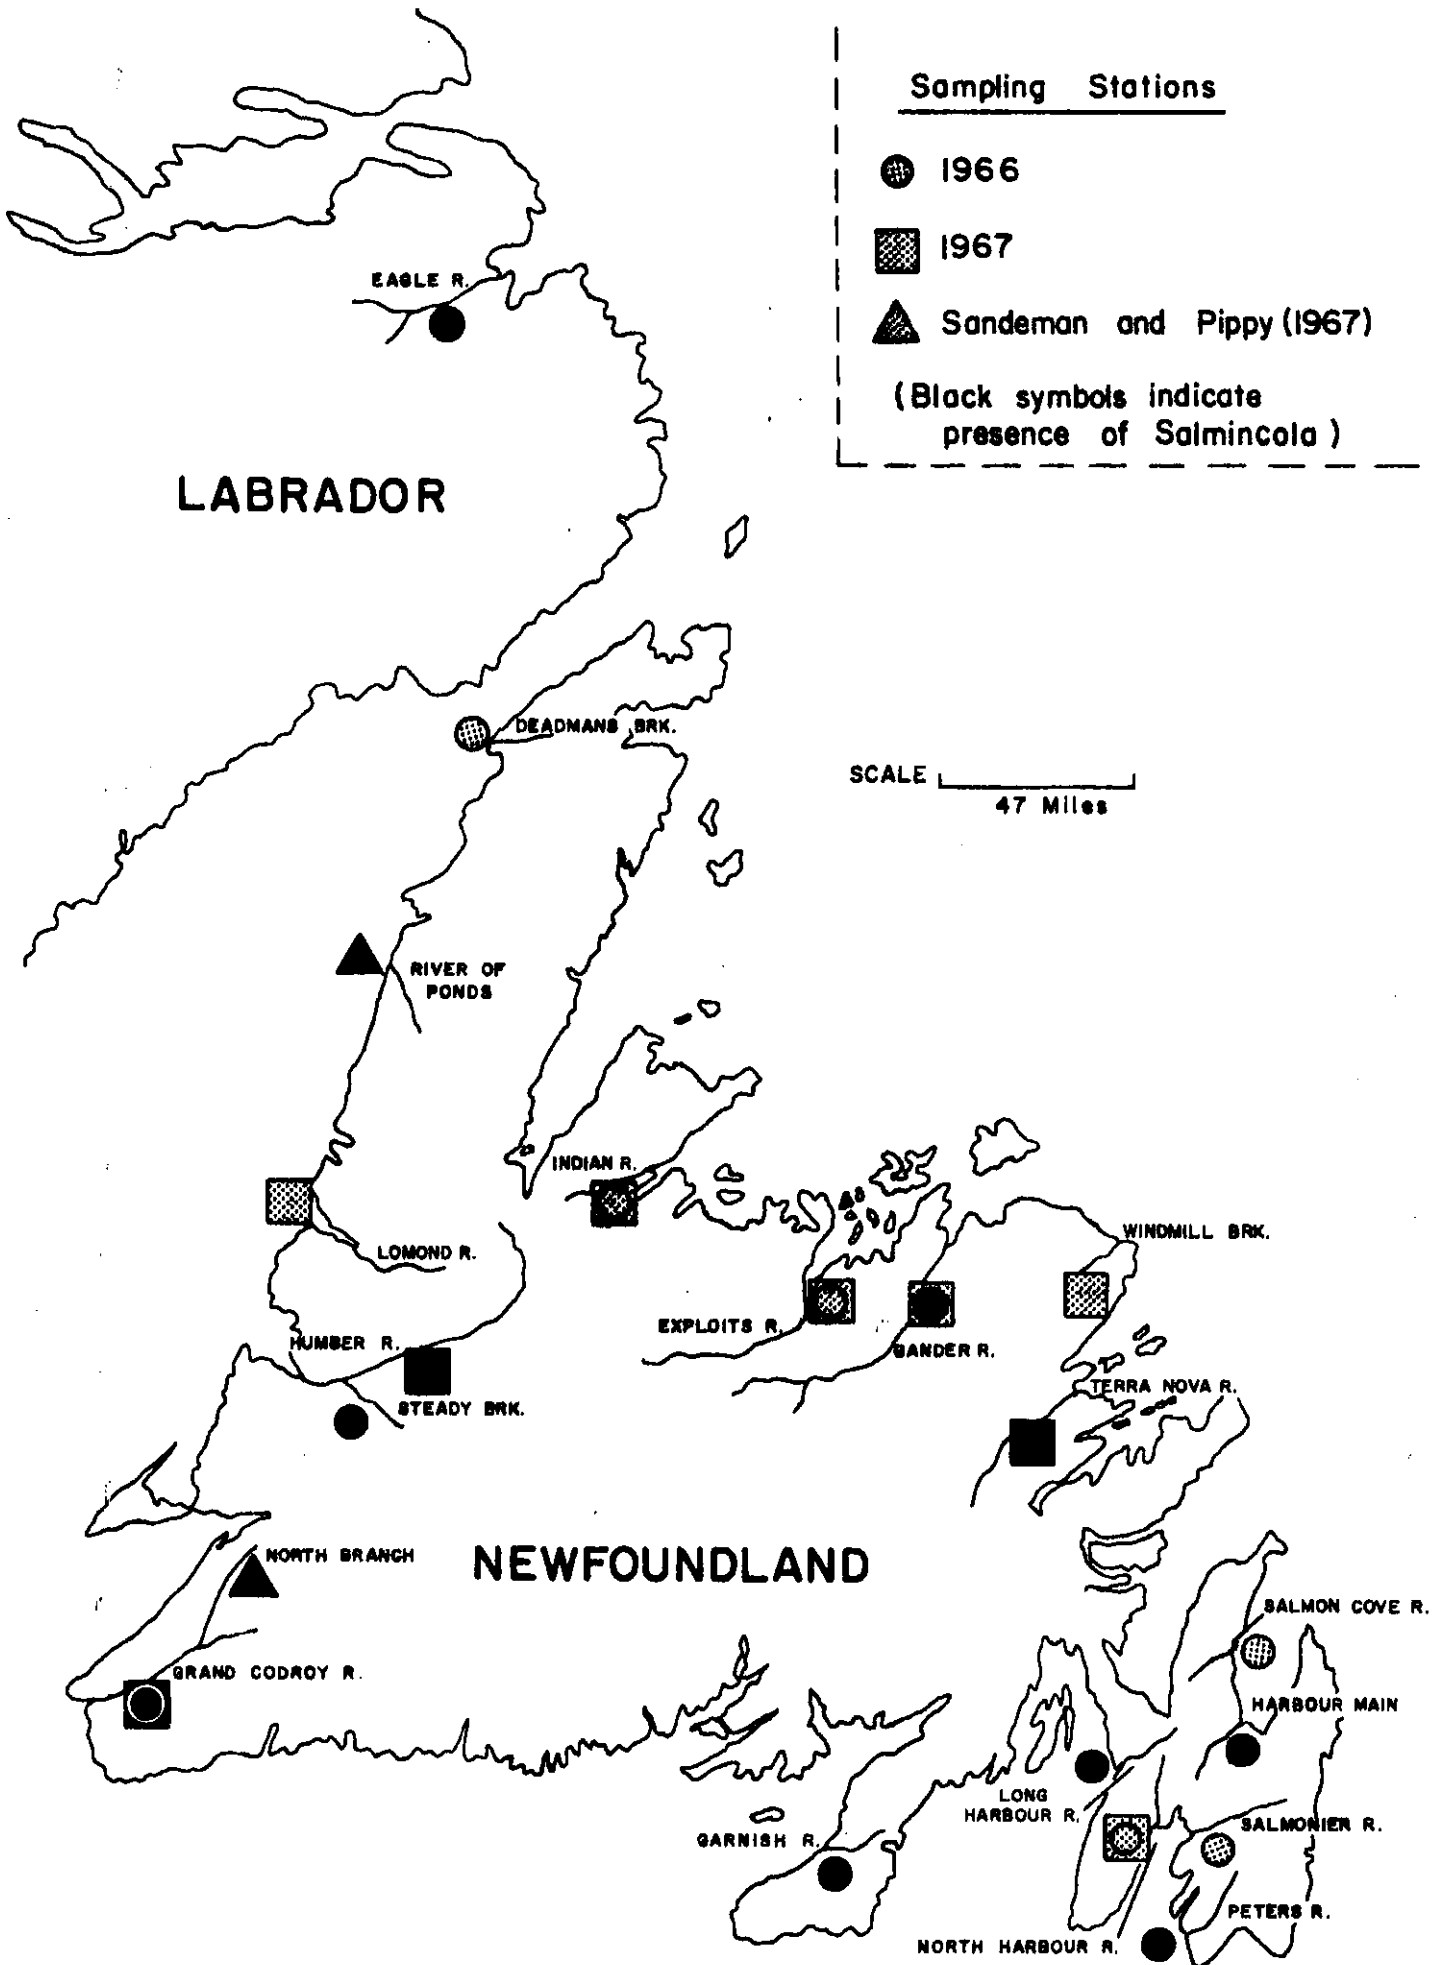 Sampling Stations
1966
1967
Sandeman and Pippy (1967)
(Black symbols indicate
presence of Salmincola)
EAGLE R.
LABRADOR
DEADMANS BRK.
SCALE
47 Miles
RIVER OF
PONDS
INDIAN R.
WINDMILL BRK.
LOMOND R.
EXPLOITS R.
GANDER R.
HUMBER R.
TERRA NOVA R.
STEADY BRK.
NORTH BRANCH
NEWFOUNDLAND
SALMON COVE R.
GRAND CODROY R.
HARBOUR MAIN
LONG
HARBOUR R.
GARNISH R.
SALMONIER R.
PETERS R.
NORTH HARBOUR R.